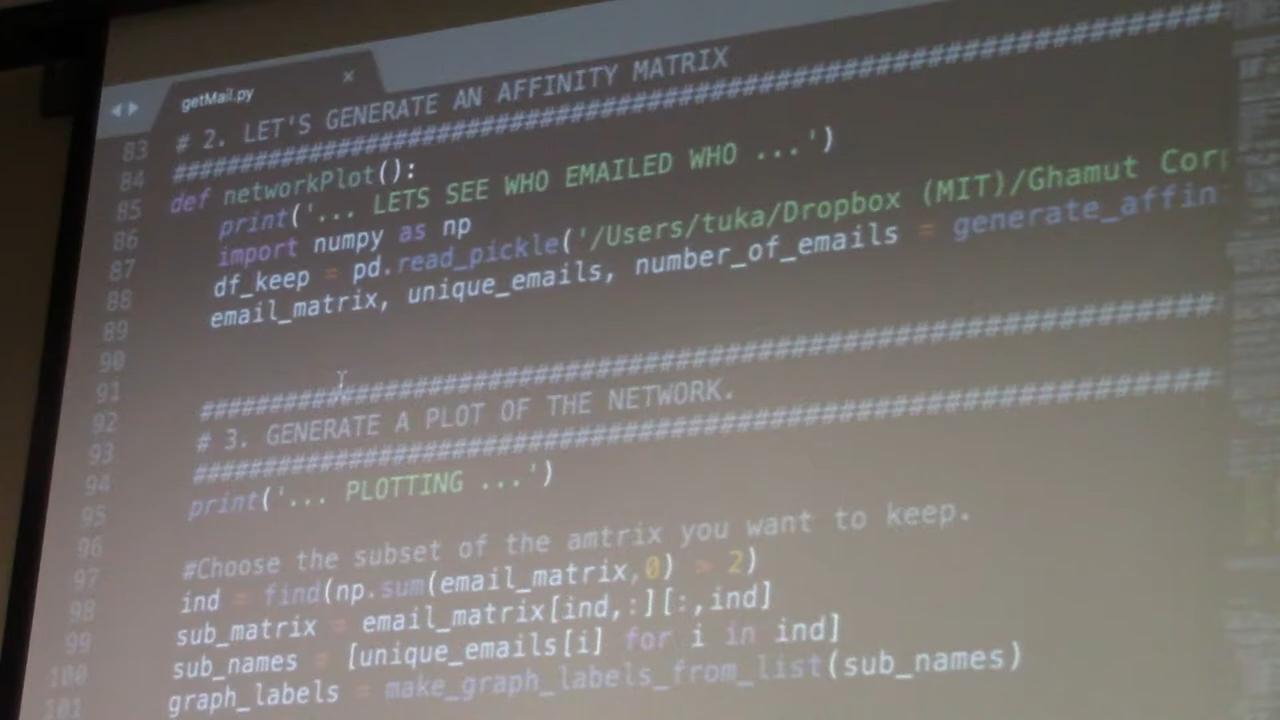 getMail.py ×
83 # 2. LET'S GENERATE AN AFFINITY MATRIX
84 ################################################################################
85 def networkPlot():
86 print('... LETS SEE WHO EMAILED WHO ...')
87 import numpy as np
88 df_keep = pd.read_pickle('/Users/tuka/Dropbox (MIT)/Ghamut Corp
89 email_matrix, unique_emails, number_of_emails = generate_affin
90
91
92 ################################################################################
93 # 3. GENERATE A PLOT OF THE NETWORK.
94 ################################################################################
95 print('... PLOTTING ...')
96
97 #Choose the subset of the amtrix you want to keep.
98 ind = find(np.sum(email_matrix,0) > 2)
99 sub_matrix = email_matrix[ind,:][:,ind]
100 sub_names = [unique_emails[i] for i in ind]
101 graph_labels = make_graph_labels_from_list(sub_names)